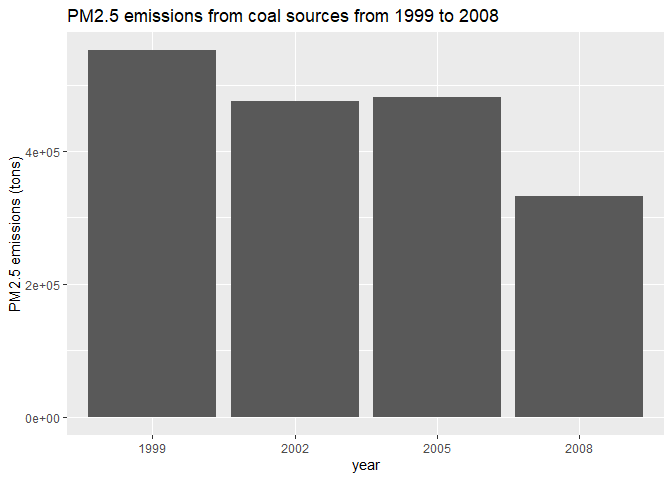 PM2.5 emissions from coal sources from 1999 to 2008
PM2.5 emissions (tons)
4e+05
2e+05
0e+00
1999 2002 2005 2008
year